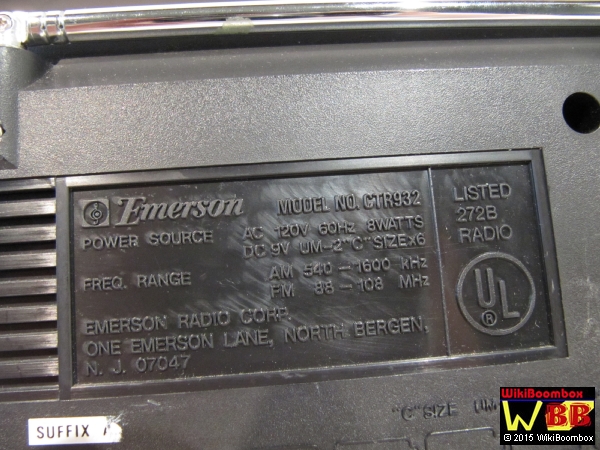 Emerson MODEL NO. CTR932
POWER SOURCE AC 120V 60Hz 8WATTS
DC 9V UM-2"C"SIZEx6
FREQ. RANGE AM 540 - 1600 kHz
FM 88 - 108 MHz
EMERSON RADIO CORP.
ONE EMERSON LANE, NORTH BERGEN,
N. J. 07047
LISTED
272B
RADIO
UL
®
SUFFIX A
"C"SIZE UM
WikiBoombox
WBB
© 2015 WikiBoombox